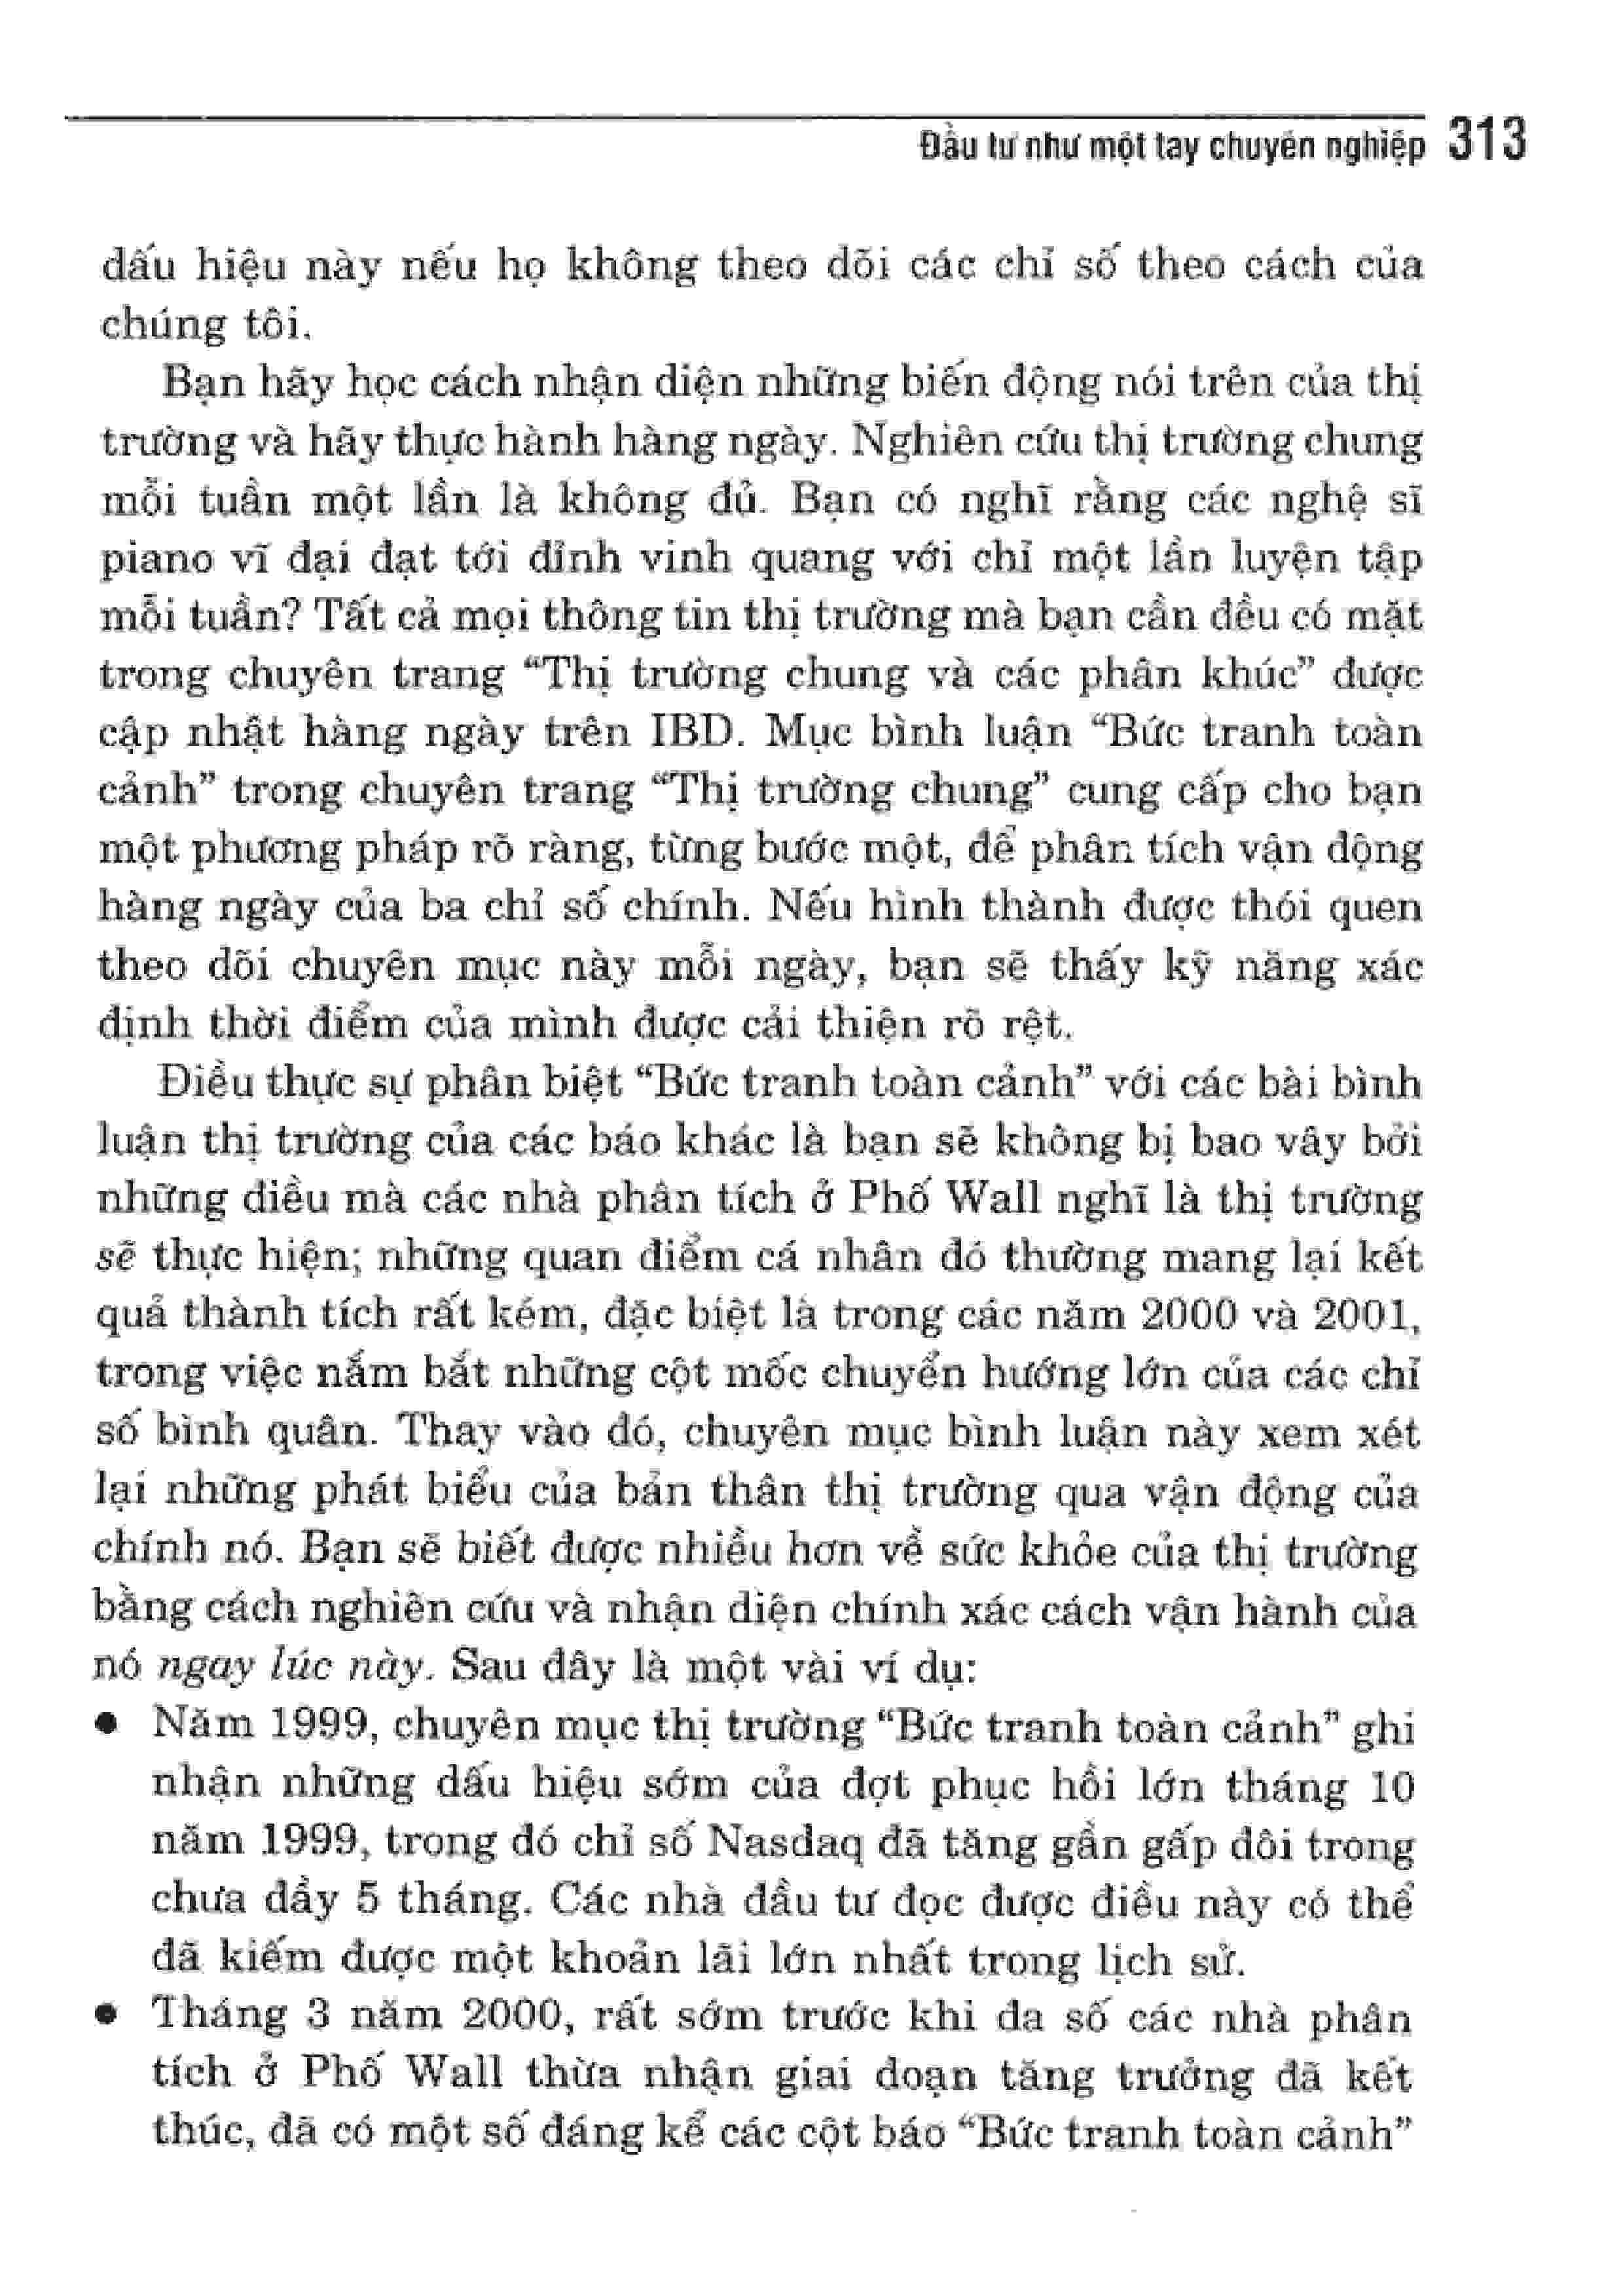 Đầu tư như một tay chuyên nghiệp 313
dấu hiệu này nếu họ không theo dõi các chỉ số theo cách của
chúng tôi.
Bạn hãy học cách nhận diện những biến động nói trên của thị
trường và hãy thực hành hàng ngày. Nghiên cứu thị trường chung
mỗi tuần một lần là không đủ. Bạn có nghĩ rằng các nghệ sĩ
piano vĩ đại đạt tới đỉnh vinh quang với chỉ một lần luyện tập
mỗi tuần? Tất cả mọi thông tin thị trường mà bạn cần đều có mặt
trong chuyên trang “Thị trường chung và các phân khúc” được
cập nhật hàng ngày trên IBD. Mục bình luận “Bức tranh toàn
cảnh” trong chuyên trang “Thị trường chung” cung cấp cho bạn
một phương pháp rõ ràng, từng bước một, để phân tích vận động
hàng ngày của ba chỉ số chính. Nếu hình thành được thói quen
theo dõi chuyên mục này mỗi ngày, bạn sẽ thấy kỹ năng xác
định thời điểm của mình được cải thiện rõ rệt.
Điều thực sự phân biệt “Bức tranh toàn cảnh” với các bài bình
luận thị trường của các báo khác là bạn sẽ không bị bao vây bởi
những điều mà các nhà phân tích ở Phố Wall nghĩ là thị trường
sẽ thực hiện; những quan điểm cá nhân đó thường mang lại kết
quả thành tích rất kém, đặc biệt là trong các năm 2000 và 2001,
trong việc nắm bắt những cột mốc chuyển hướng lớn của các chỉ
số bình quân. Thay vào đó, chuyên mục bình luận này xem xét
lại những phát biểu của bản thân thị trường qua vận động của
chính nó. Bạn sẽ biết được nhiều hơn về sức khỏe của thị trường
bằng cách nghiên cứu và nhận diện chính xác cách vận hành của
nó ngay lúc này. Sau đây là một vài ví dụ:
● Năm 1999, chuyên mục thị trường “Bức tranh toàn cảnh” ghi
nhận những dấu hiệu sớm của đợt phục hồi lớn tháng 10
năm 1999, trong đó chỉ số Nasdaq đã tăng gần gấp đôi trong
chưa đầy 5 tháng. Các nhà đầu tư đọc được điều này có thể
đã kiếm được một khoản lãi lớn nhất trong lịch sử.
● Tháng 3 năm 2000, rất sớm trước khi đa số các nhà phân
tích ở Phố Wall thừa nhận giai đoạn tăng trưởng đã kết
thúc, đã có một số đáng kể các cột báo “Bức tranh toàn cảnh”